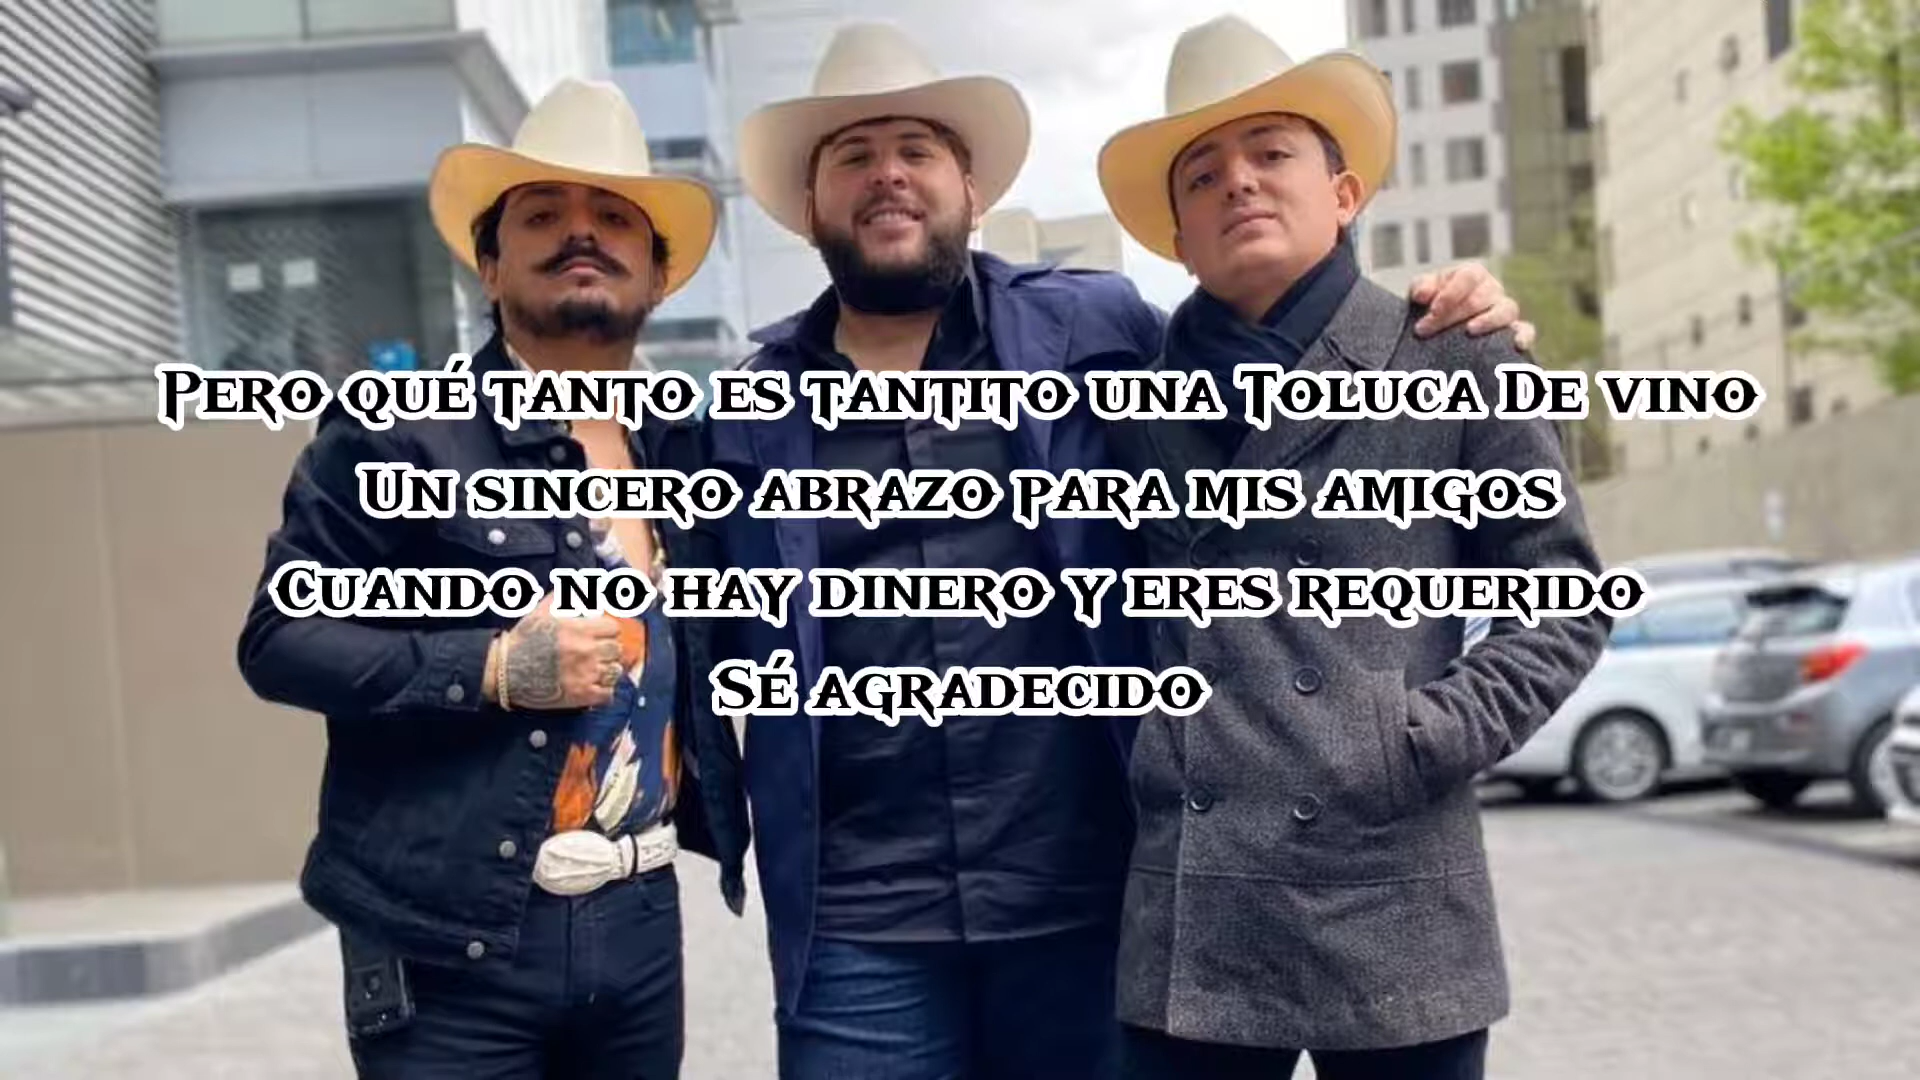 Pero qué tanto es tantito una Toluca De vino
Un sincero abrazo para mis amigos
Cuando no hay dinero y eres requerido
Sé agradecido